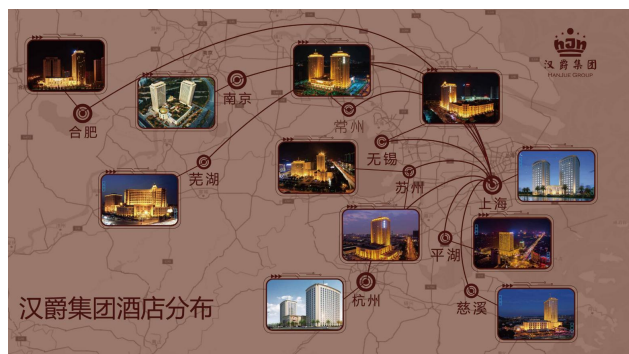 汉爵集团
HANJUE GROUP
合肥
南京
常州
芜湖
无锡
苏州
上海
平湖
杭州
慈溪
汉爵集团酒店分布